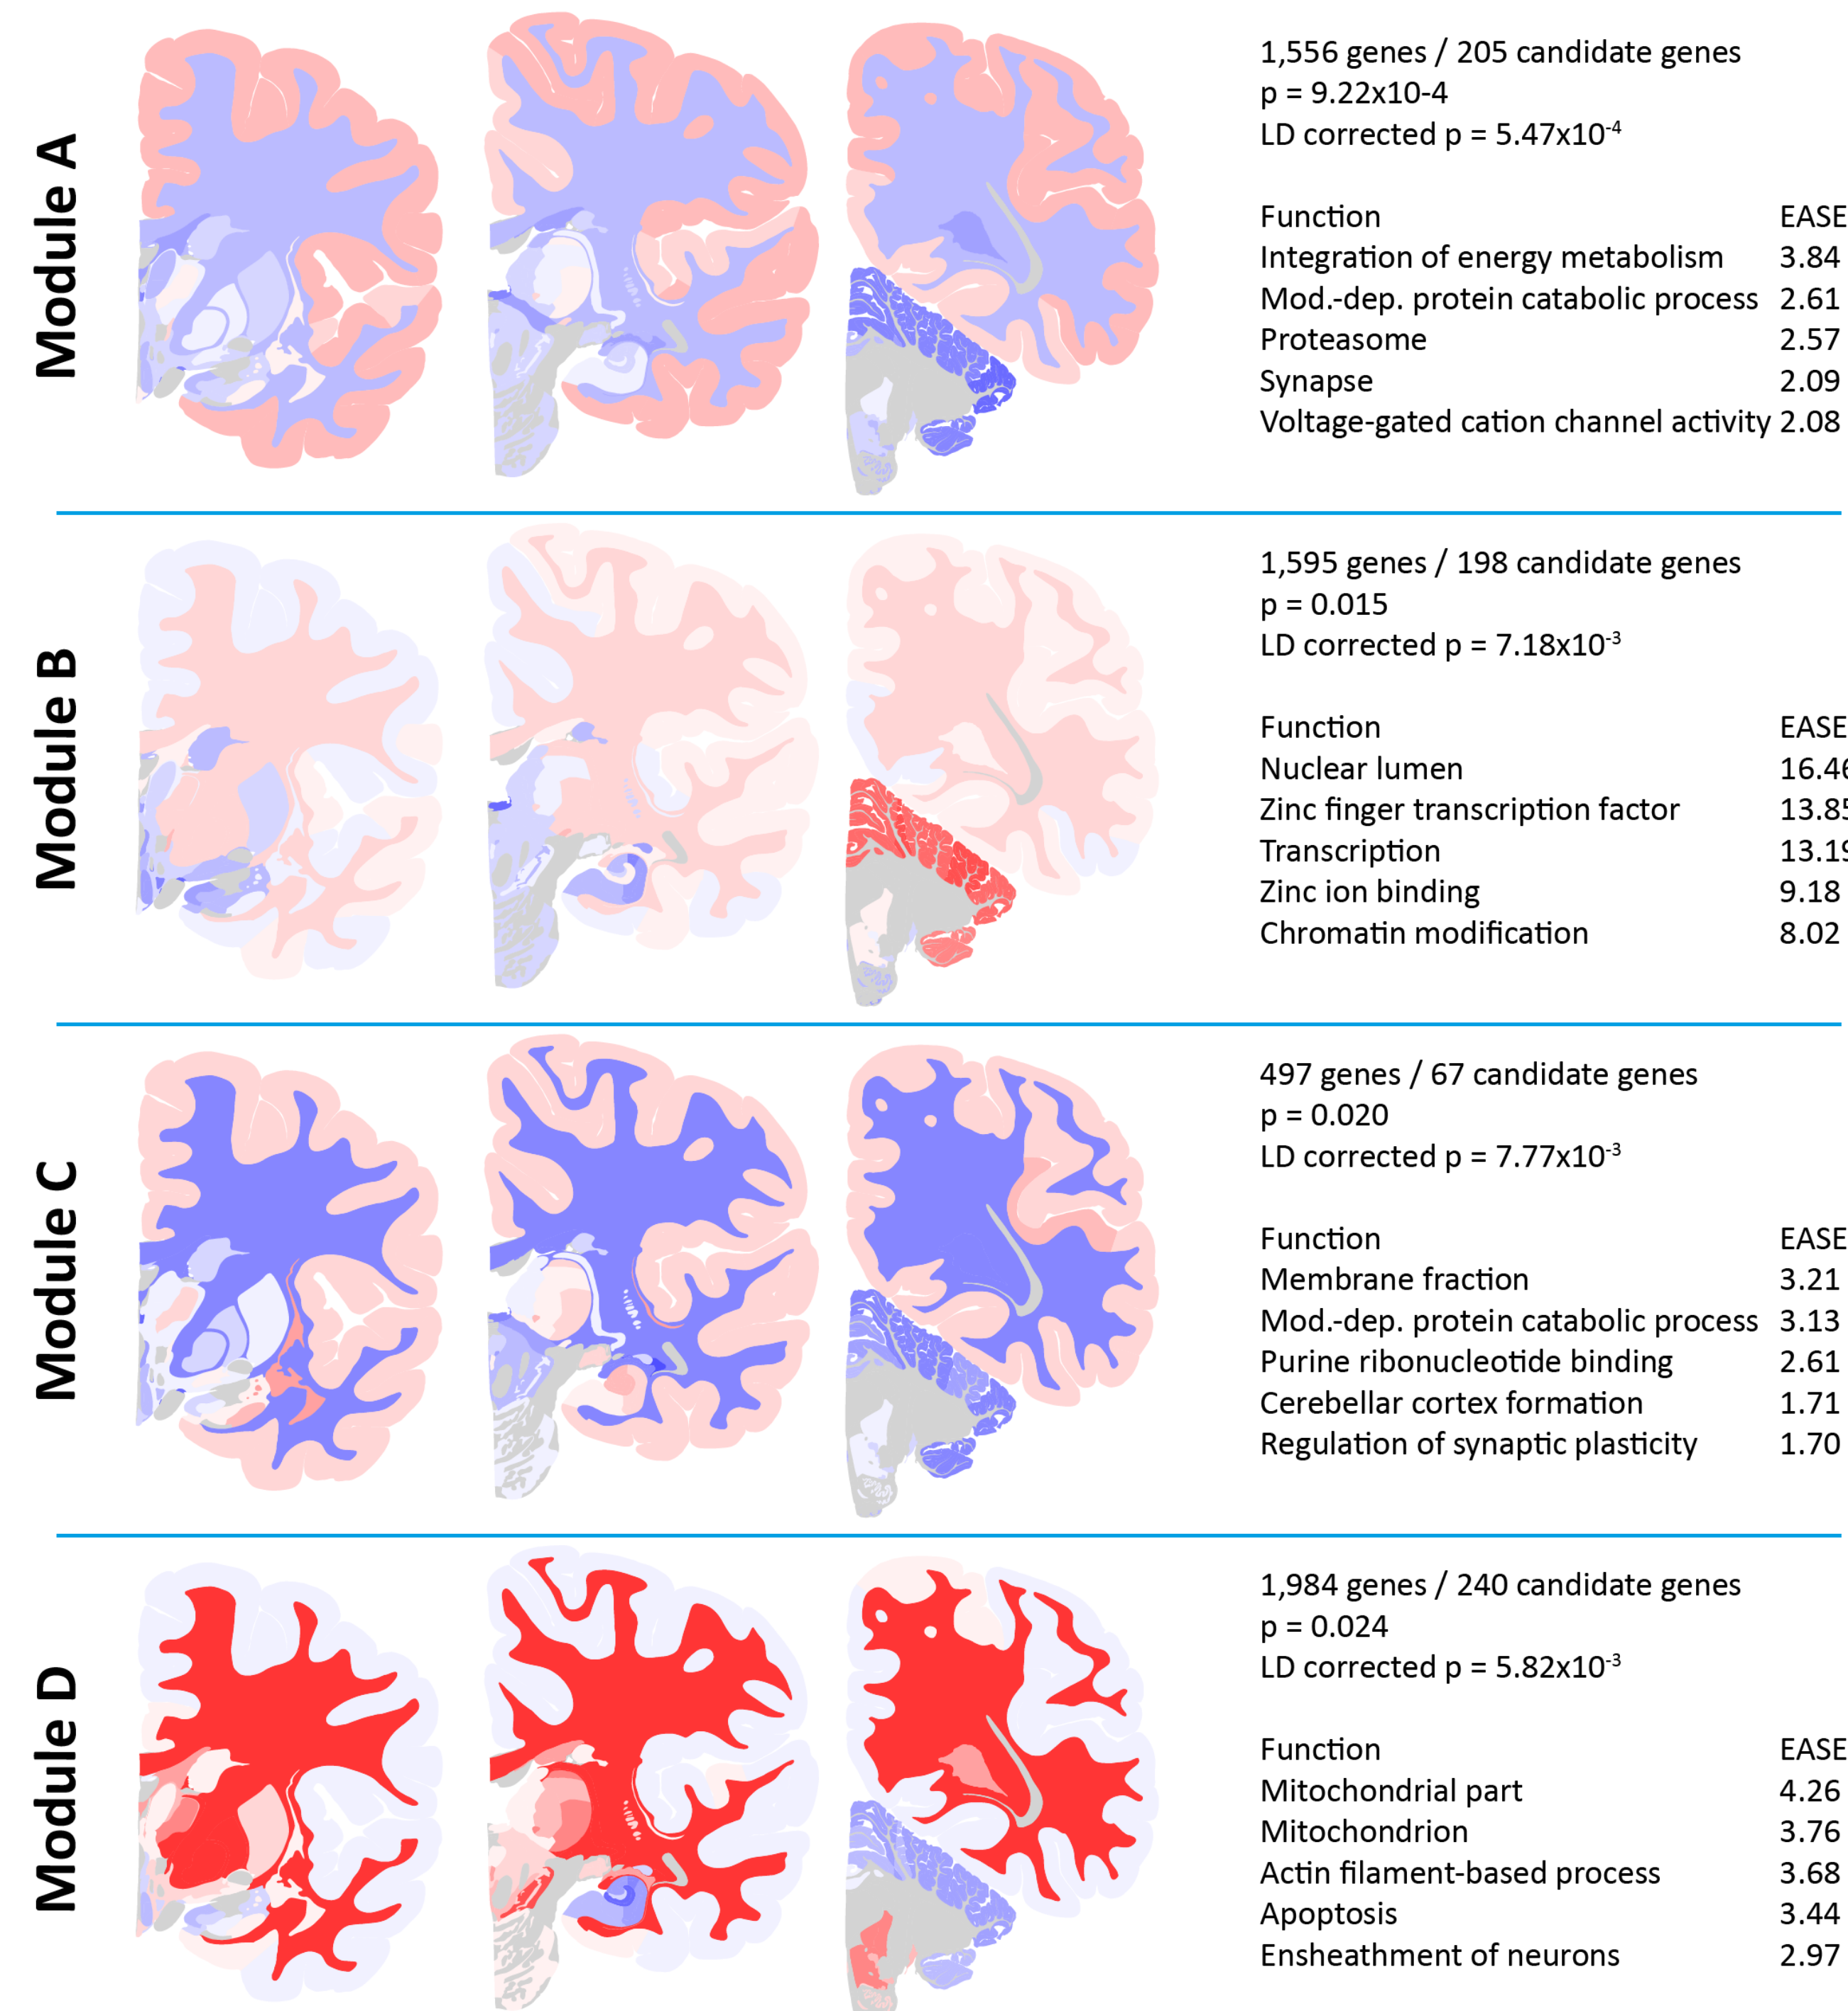 Module A
1,556 genes / 205 candidate genes
p = 9.22x10-4
LD corrected p = 5.47x10-4
Function EASE
Integration of energy metabolism 3.84
Mod.-dep. protein catabolic process 2.61
Proteasome 2.57
Synapse 2.09
Voltage-gated cation channel activity 2.08
Module B
1,595 genes / 198 candidate genes
p = 0.015
LD corrected p = 7.18x10-3
Function EASE
Nuclear lumen 16.46
Zinc finger transcription factor 13.85
Transcription 13.19
Zinc ion binding 9.18
Chromatin modification 8.02
Module C
497 genes / 67 candidate genes
p = 0.020
LD corrected p = 7.77x10-3
Function EASE
Membrane fraction 3.21
Mod.-dep. protein catabolic process 3.13
Purine ribonucleotide binding 2.61
Cerebellar cortex formation 1.71
Regulation of synaptic plasticity 1.70
Module D
1,984 genes / 240 candidate genes
p = 0.024
LD corrected p = 5.82x10-3
Function EASE
Mitochondrial part 4.26
Mitochondrion 3.76
Actin filament-based process 3.68
Apoptosis 3.44
Ensheathment of neurons 2.97